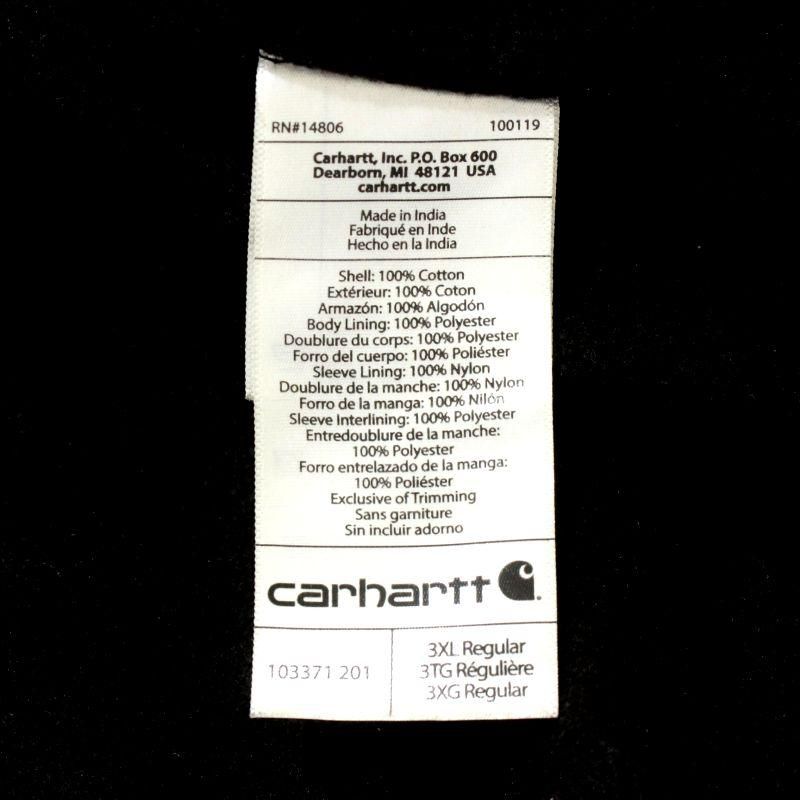 RN#14806 100119
Carhartt, Inc. P.O. Box 600
Dearborn, MI 48121 USA
carhartt.com
Made in India
Fabriqué en Inde
Hecho en la India
Shell: 100% Cotton
Extérieur: 100% Coton
Armazón: 100% Algodón
Body Lining: 100% Polyester
Doublure du corps: 100% Polyester
Forro del cuerpo: 100% Poliéster
Sleeve Lining: 100% Nylon
Doublure de la manche: 100% Nylon
Forro de la manga: 100% Nilón
Sleeve Interlining: 100% Polyester
Entredoublure de la manche:
100% Polyester
Forro entrelazado de la manga:
100% Poliéster
Exclusive of Trimming
Sans garniture
Sin incluir adorno
carhartt
103371 201
3XL Regular
3TG Régulière
3XG Regular